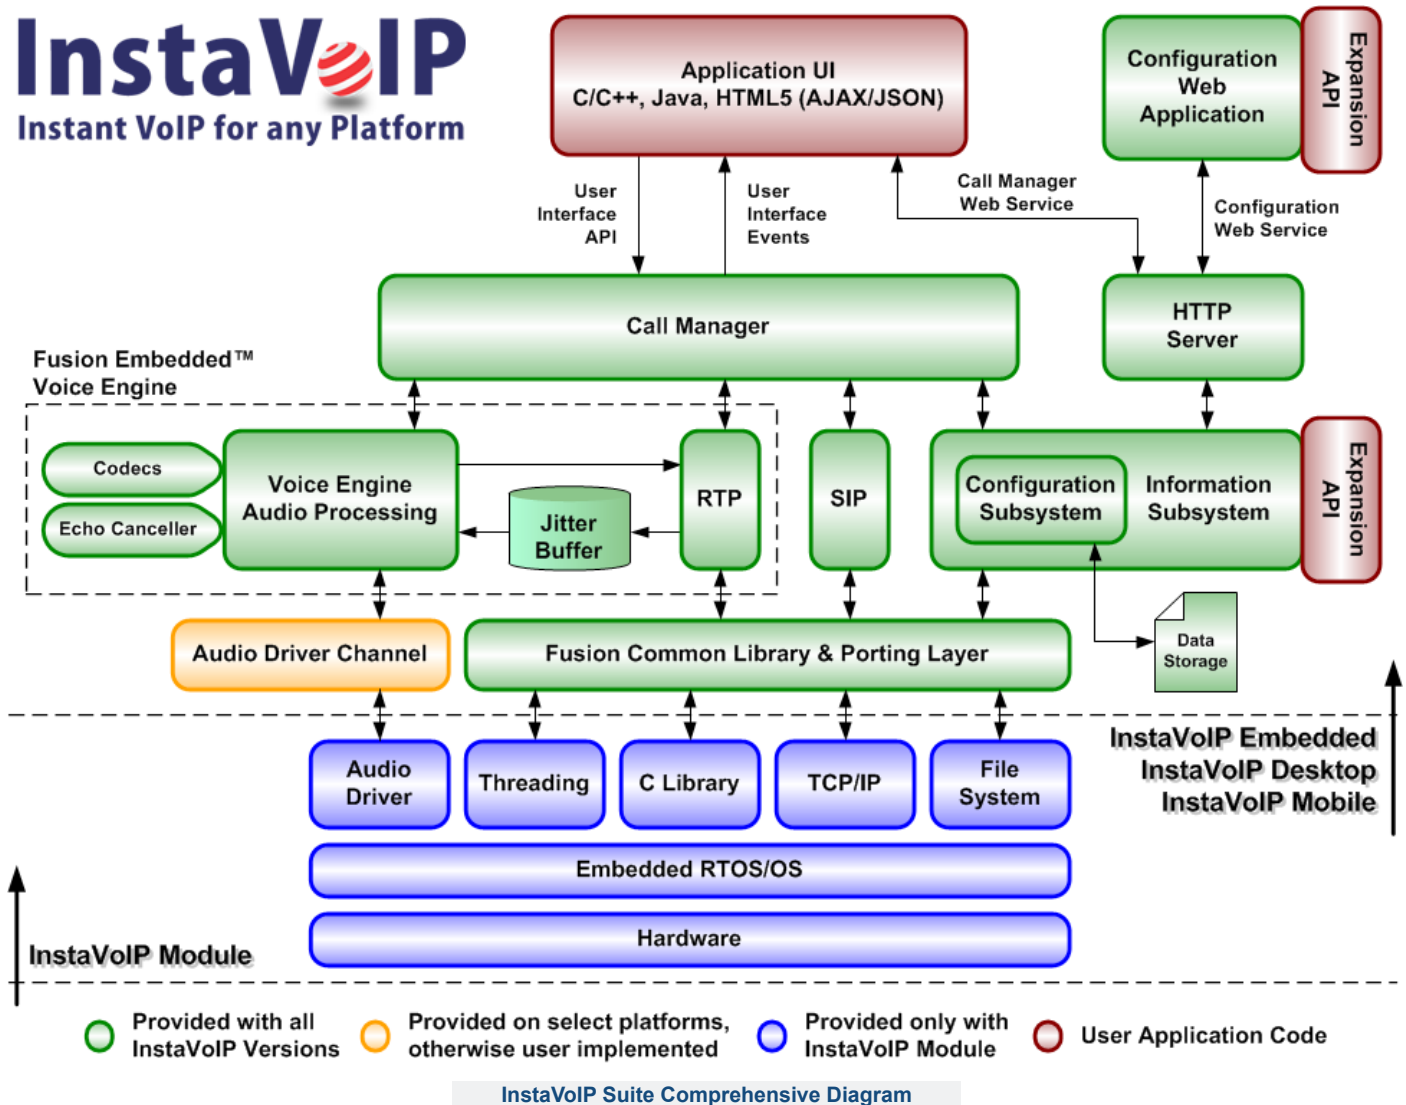 InstaVoIP
Instant VoIP for any Platform
Application UI
C/C++, Java, HTML5 (AJAX/JSON)
Configuration
Web
Application
Expansion
API
User
Interface
API
User
Interface
Events
Call Manager
Web Service
Configuration
Web Service
Call Manager
HTTP
Server
Fusion Embedded™
Voice Engine
Codecs
Echo Canceller
Voice Engine
Audio Processing
Jitter
Buffer
RTP
SIP
Configuration
Subsystem
Information
Subsystem
Expansion
API
Audio Driver Channel
Fusion Common Library & Porting Layer
Data
Storage
Audio
Driver
Threading
C Library
TCP/IP
File
System
InstaVoIP Embedded
InstaVoIP Desktop
InstaVoIP Mobile
Embedded RTOS/OS
Hardware
InstaVoIP Module
Provided with all
InstaVoIP Versions
Provided on select platforms,
otherwise user implemented
Provided only with
InstaVoIP Module
User Application Code
InstaVoIP Suite Comprehensive Diagram